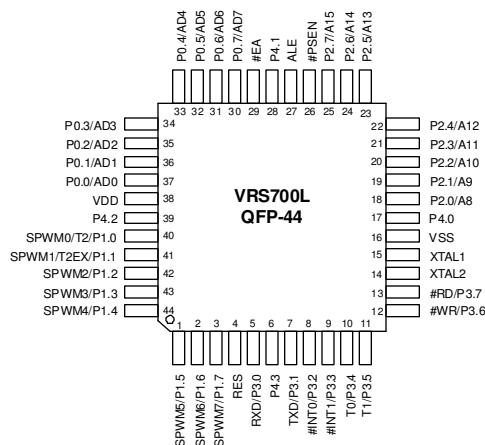 P0.4/AD4
P0.5/AD5
P0.6/AD6
P0.7/AD7
#EA
P4.1
ALE
#PSEN
P2.7/A15
P2.6/A14
P2.5/A13
33 32 31 30 29 28 27 26 25 24 23
P0.3/AD3 34
P0.2/AD2 35
P0.1/AD1 36
P0.0/AD0 37
VDD 38
P4.2 39
SPWM0/T2/P1.0 40
SPWM1/T2EX/P1.1 41
SPWM2/P1.2 42
SPWM3/P1.3 43
SPWM4/P1.4 44
VRS700L
QFP-44
22 P2.4/A12
21 P2.3/A11
20 P2.2/A10
19 P2.1/A9
18 P2.0/A8
17 P4.0
16 VSS
15 XTAL1
14 XTAL2
13 #RD/P3.7
12 #WR/P3.6
1 2 3 4 5 6 7 8 9 10 11
SPWM5/P1.5
SPWM6/P1.6
SPWM7/P1.7
RES
RXD/P3.0
P4.3
TXD/P3.1
#INT0/P3.2
#INT1/P3.3
T0/P3.4
T1/P3.5